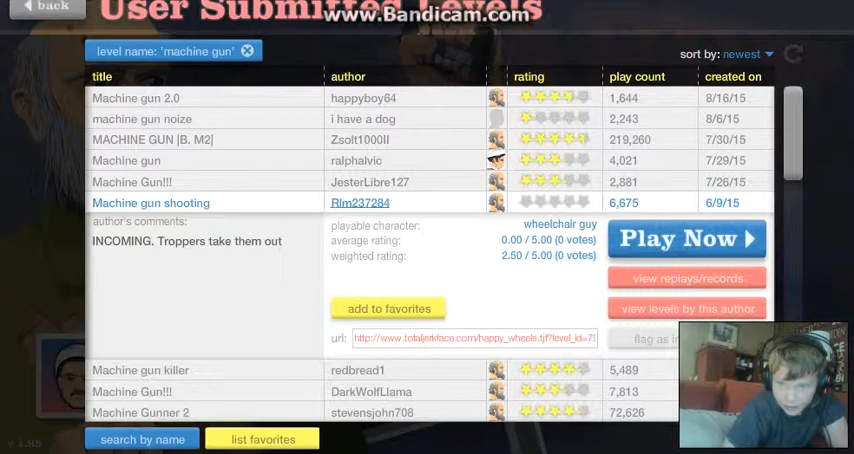 back
User Submitted Levels
www.Bandicam.com
level name: 'machine gun'
sort by: newest
title author rating play count created on
Machine gun 2.0 happyboy64 1,644 8/16/15
machine gun noize i have a dog 2,243 8/6/15
MACHINE GUN |B. M2| Zsolt1000II 219,260 7/30/15
Machine gun ralphalvic 4,021 7/29/15
Machine Gun!!! JesterLibre127 2,881 7/26/15
Machine gun shooting Rlm237284 6,675 6/9/15
author's comments:
INCOMING. Troppers take them out
playable character: wheelchair guy
average rating: 0.00 / 5.00 (0 votes)
weighted rating: 2.50 / 5.00 (0 votes)
Play Now
view replays/records
add to favorites
view levels by this author
url: http://www.totaljerkface.com/happy_wheels.tjf?level_id=7
flag as in
Machine gun killer redbread1 5,489
Machine Gun!!! DarkWolfLlama 7,813
Machine Gunner 2 stevensjohn708 72,626
search by name
list favorites
v 1.85